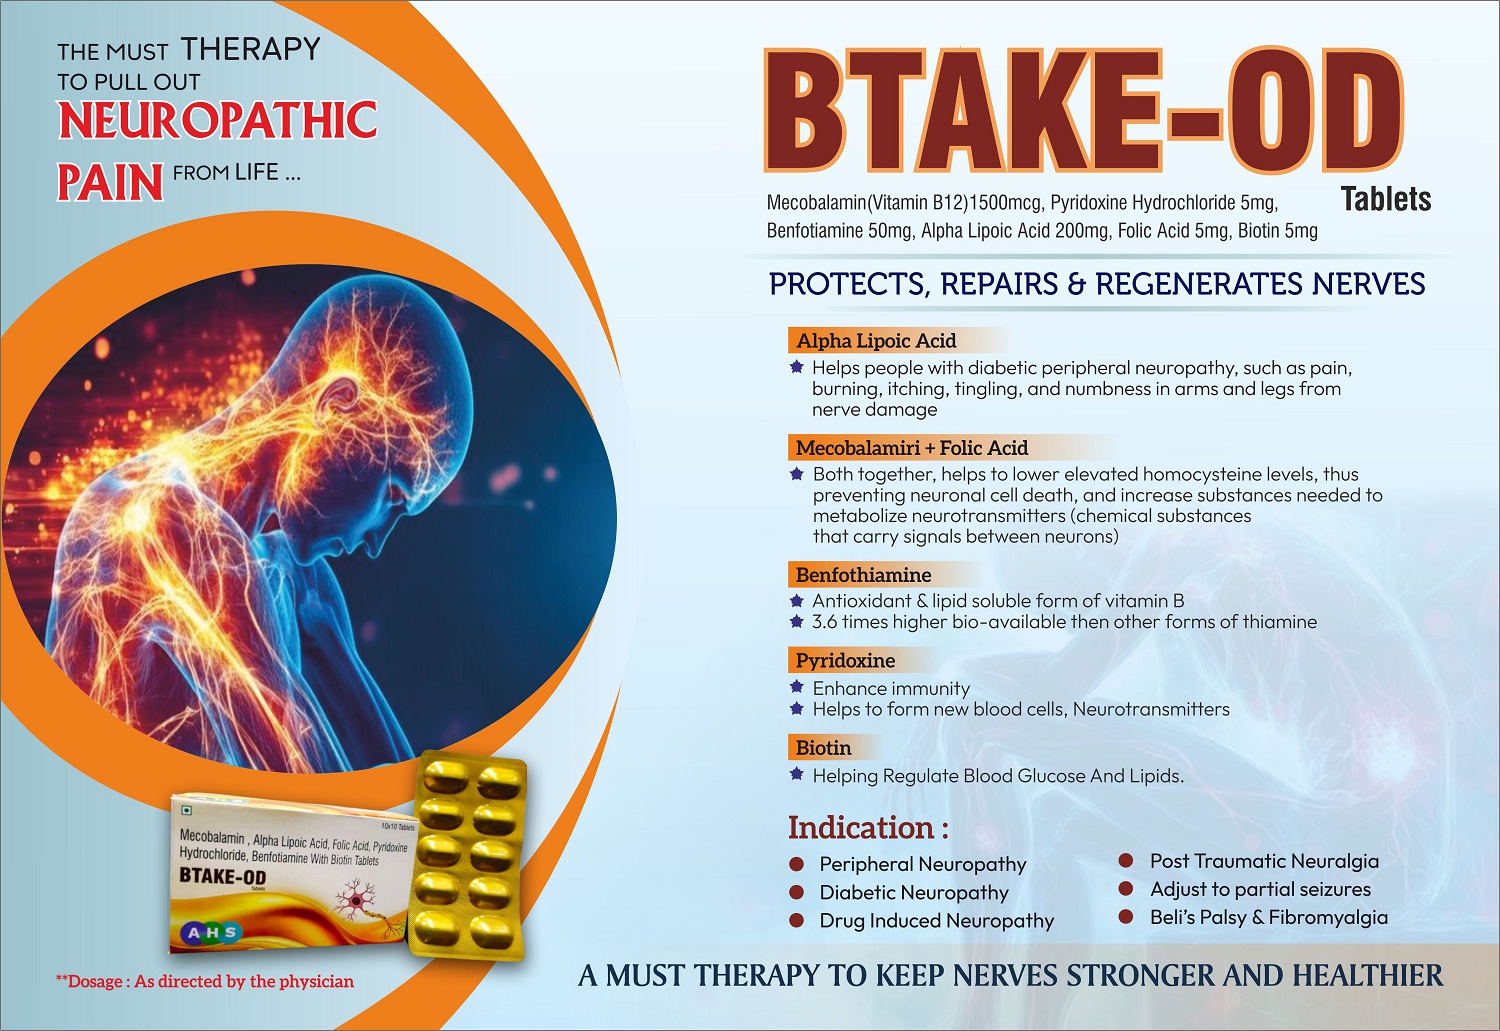 THE MUST THERAPY
TO PULL OUT
NEUROPATHIC
PAIN FROM LIFE ...
BTAKE-OD
Tablets
Mecobalamin(Vitamin B12)1500mcg, Pyridoxine Hydrochloride 5mg,
Benfotiamine 50mg, Alpha Lipoic Acid 200mg, Folic Acid 5mg, Biotin 5mg
PROTECTS, REPAIRS & REGENERATES NERVES
Alpha Lipoic Acid
Helps people with diabetic peripheral neuropathy, such as pain,
burning, itching, tingling, and numbness in arms and legs from
nerve damage
Mecobalamiri + Folic Acid
Both together, helps to lower elevated homocysteine levels, thus
preventing neuronal cell death, and increase substances needed to
metabolize neurotransmitters (chemical substances
that carry signals between neurons)
Benfothiamine
Antioxidant & lipid soluble form of vitamin B
3.6 times higher bio-available then other forms of thiamine
Pyridoxine
Enhance immunity
Helps to form new blood cells, Neurotransmitters
Biotin
Helping Regulate Blood Glucose And Lipids.
Indication :
Peripheral Neuropathy
Diabetic Neuropathy
Drug Induced Neuropathy
Post Traumatic Neuralgia
Adjust to partial seizures
Beli's Palsy & Fibromyalgia
10x10 Tablets
Mecobalamin , Alpha Lipoic Acid, Folic Acid, Pyridoxine
Hydrochloride, Benfotiamine With Biotin Tablets
BTAKE-OD
Tablets
AHS
**Dosage : As directed by the physician
A MUST THERAPY TO KEEP NERVES STRONGER AND HEALTHIER